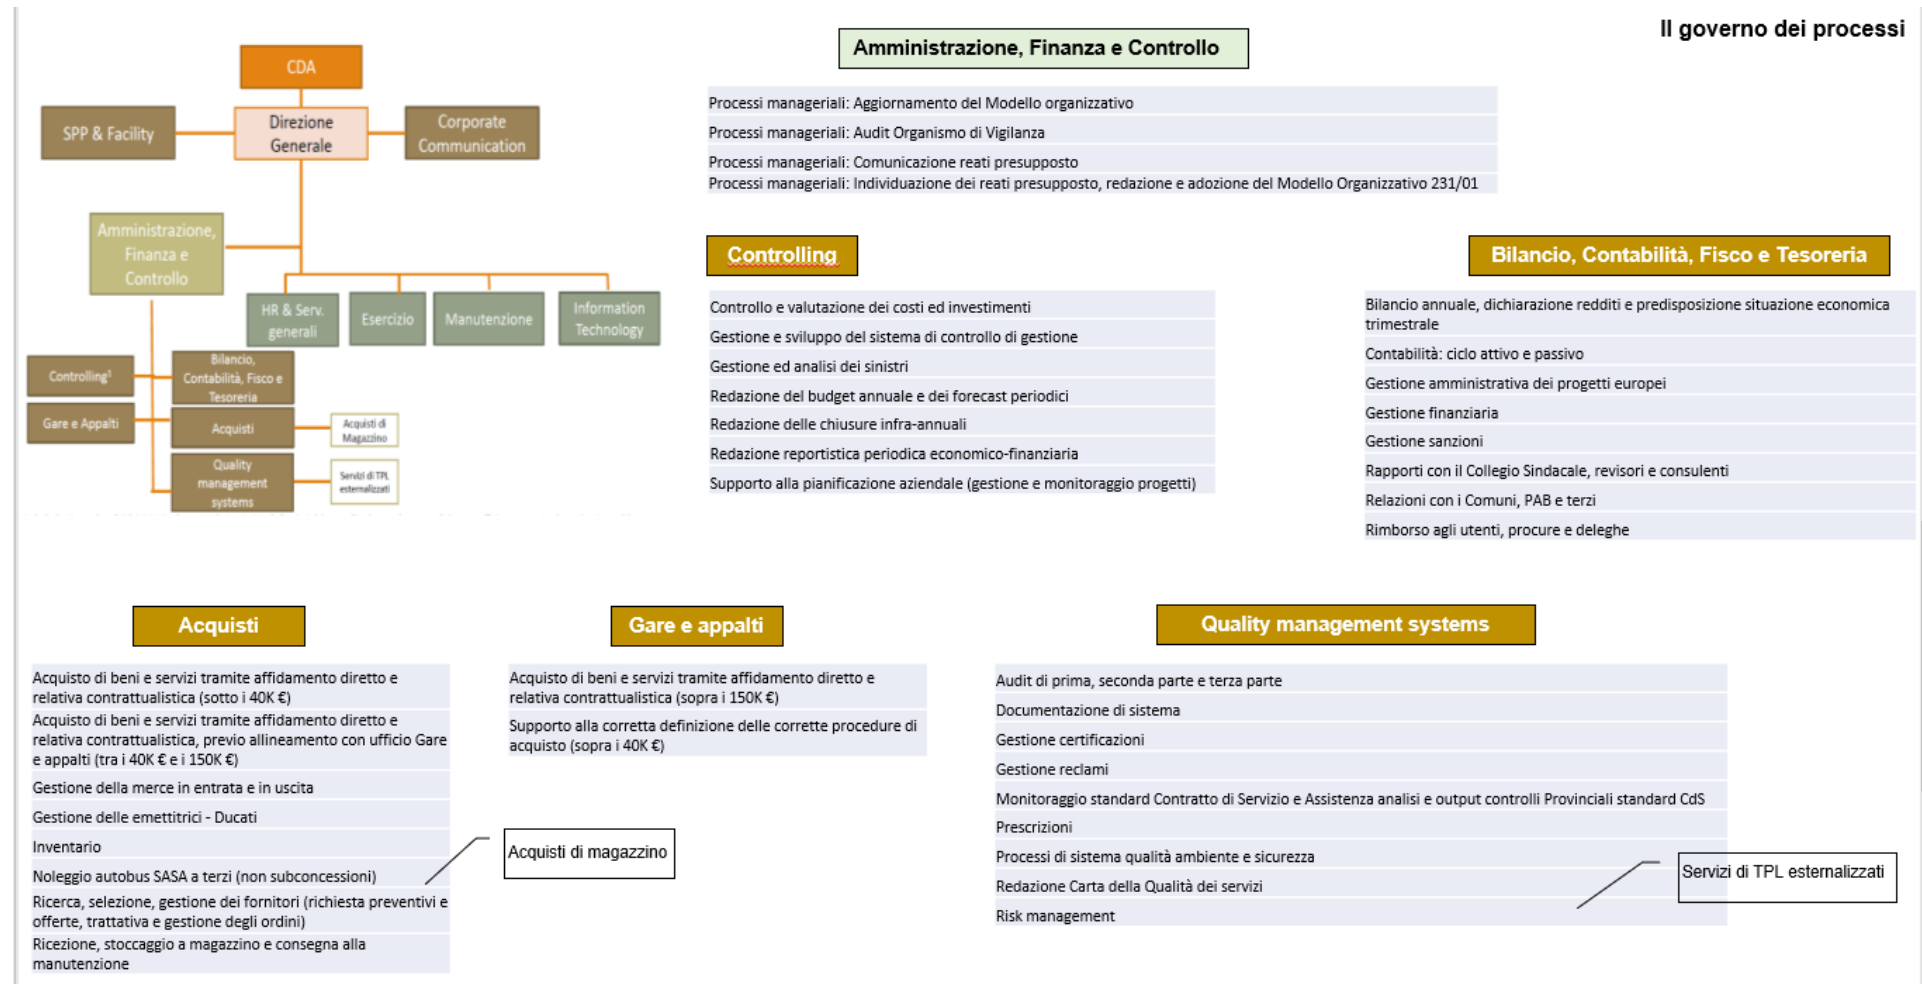 Il governo dei processi
CDA
SPP & Facility
Direzione
Generale
Corporate
Communication
Amministrazione,
Finanza e
Controllo
HR & Serv.
generali
Esercizio
Manutenzione
Information
Technology
Controlling¹
Bilancio,
Contabilità, Fisco e
Tesoreria
Gare e Appalti
Acquisti
Acquisti di
Magazzino
Quality
management
systems
Servizi di TPL
esternalizzati
Amministrazione, Finanza e Controllo
Processi manageriali: Aggiornamento del Modello organizzativo
Processi manageriali: Audit Organismo di Vigilanza
Processi manageriali: Comunicazione reati presupposto
Processi manageriali: Individuazione dei reati presupposto, redazione e adozione del Modello Organizzativo 231/01
Controlling
Controllo e valutazione dei costi ed investimenti
Gestione e sviluppo del sistema di controllo di gestione
Gestione ed analisi dei sinistri
Redazione del budget annuale e dei forecast periodici
Redazione delle chiusure infra-annuali
Redazione reportistica periodica economico-finanziaria
Supporto alla pianificazione aziendale (gestione e monitoraggio progetti)
Bilancio, Contabilità, Fisco e Tesoreria
Bilancio annuale, dichiarazione redditi e predisposizione situazione economica
trimestrale
Contabilità: ciclo attivo e passivo
Gestione amministrativa dei progetti europei
Gestione finanziaria
Gestione sanzioni
Rapporti con il Collegio Sindacale, revisori e consulenti
Relazioni con i Comuni, PAB e terzi
Rimborso agli utenti, procure e deleghe
Acquisti
Acquisto di beni e servizi tramite affidamento diretto e
relativa contrattualistica (sotto i 40K €)
Acquisto di beni e servizi tramite affidamento diretto e
relativa contrattualistica, previo allineamento con ufficio Gare
e appalti (tra i 40K € e i 150K €)
Gestione della merce in entrata e in uscita
Gestione delle emettitrici - Ducati
Inventario
Noleggio autobus SASA a terzi (non subconcessioni)
Ricerca, selezione, gestione dei fornitori (richiesta preventivi e
offerte, trattativa e gestione degli ordini)
Ricezione, stoccaggio a magazzino e consegna alla
manutenzione
Acquisti di magazzino
Gare e appalti
Acquisto di beni e servizi tramite affidamento diretto e
relativa contrattualistica (sopra i 150K €)
Supporto alla corretta definizione delle corrette procedure di
acquisto (sopra i 40K €)
Quality management systems
Audit di prima, seconda parte e terza parte
Documentazione di sistema
Gestione certificazioni
Gestione reclami
Monitoraggio standard Contratto di Servizio e Assistenza analisi e output controlli Provinciali standard CdS
Prescrizioni
Processi di sistema qualità ambiente e sicurezza
Redazione Carta della Qualità dei servizi
Risk management
Servizi di TPL esternalizzati